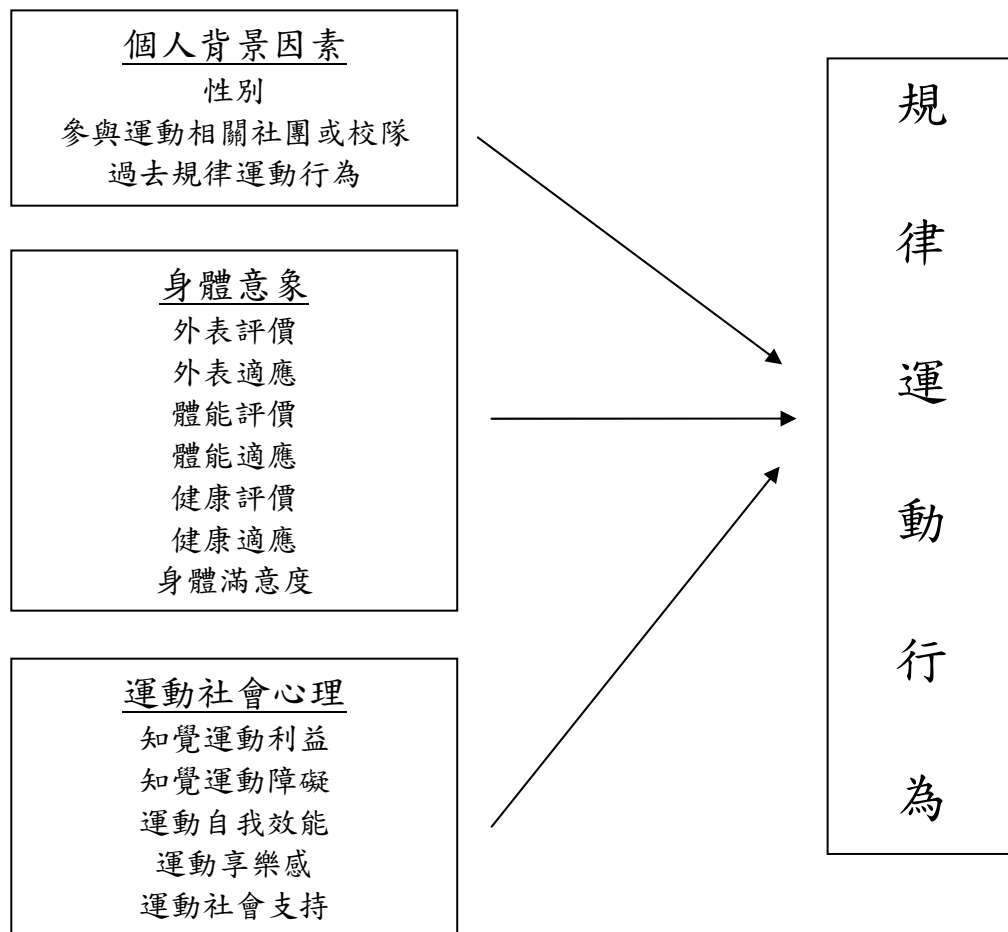 個人背景因素
性別
參與運動相關社團或校隊
過去規律運動行為
身體意象
外表評價
外表適應
體能評價
體能適應
健康評價
健康適應
身體滿意度
運動社會心理
知覺運動利益
知覺運動障礙
運動自我效能
運動享樂感
運動社會支持
規
律
運
動
行
為